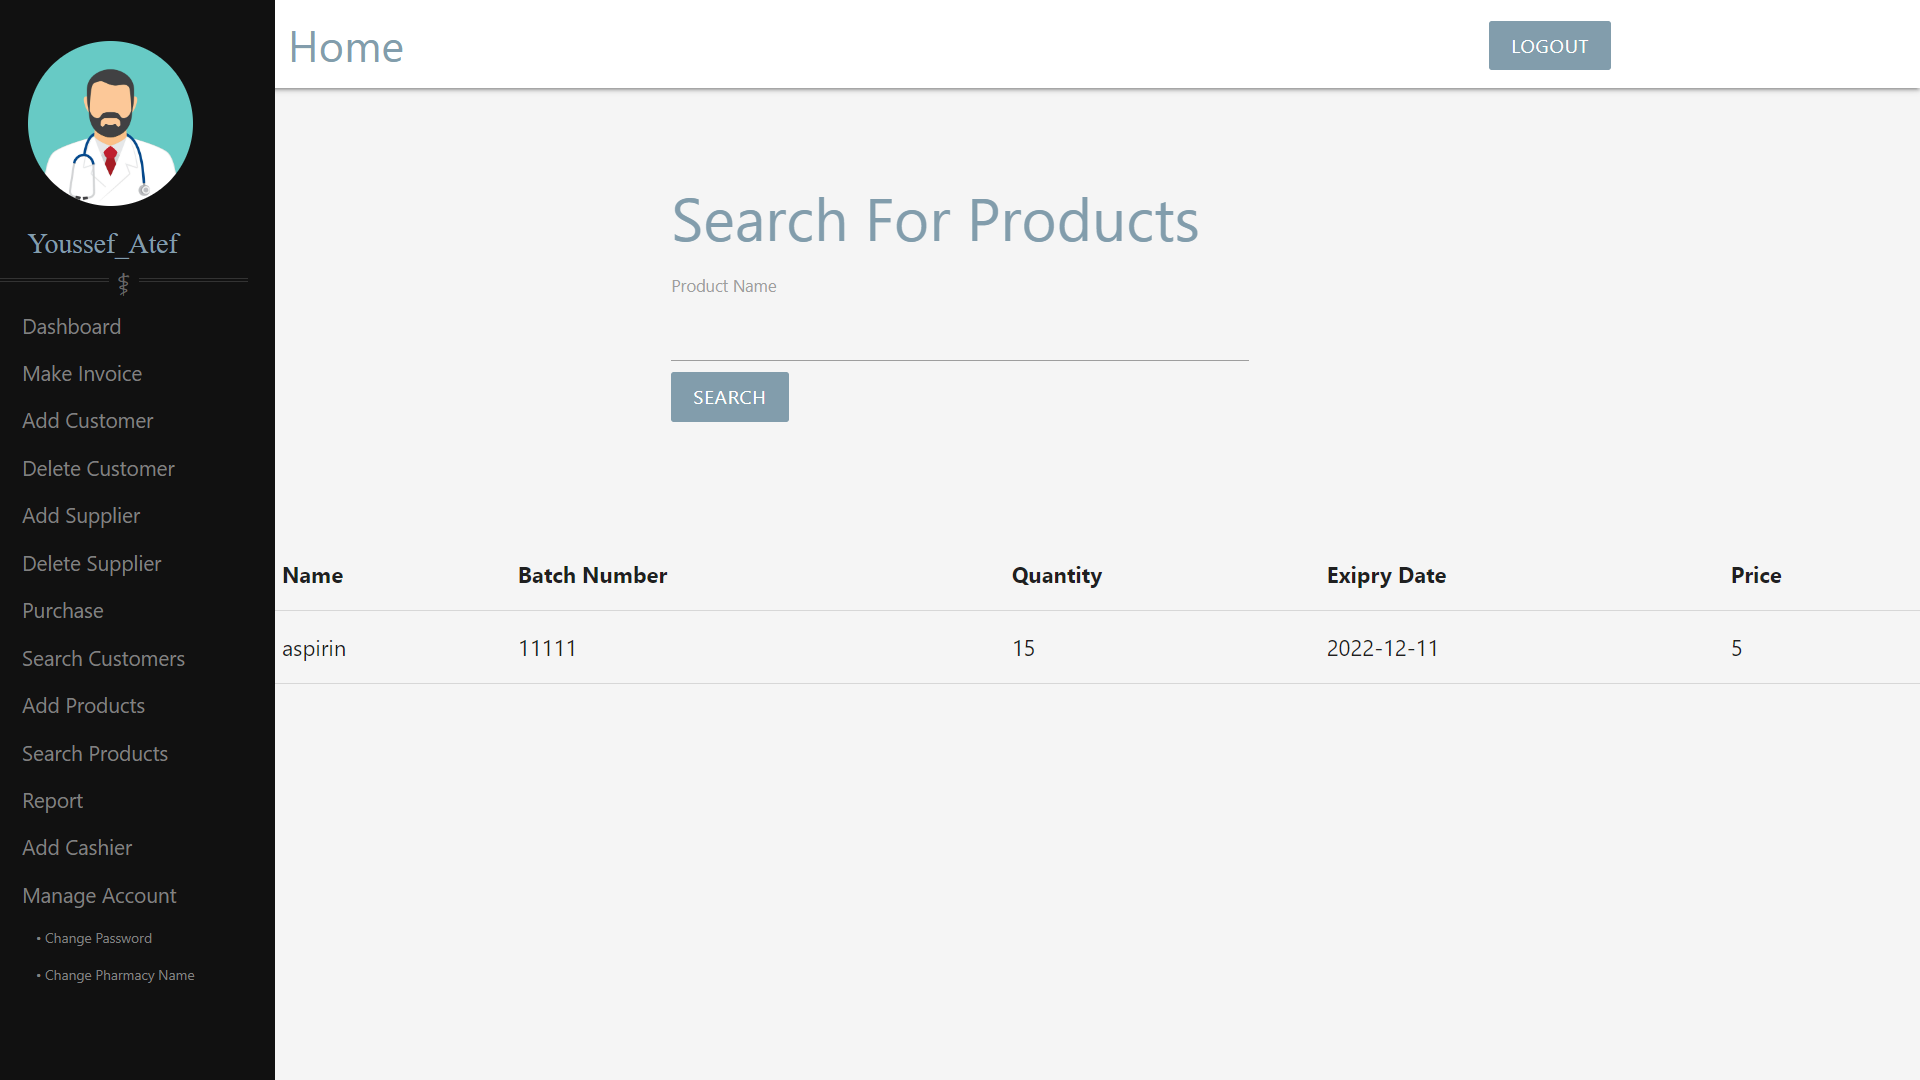 Home
LOGOUT
Youssef_Atef
Dashboard
Make Invoice
Add Customer
Delete Customer
Add Supplier
Delete Supplier
Purchase
Search Customers
Add Products
Search Products
Report
Add Cashier
Manage Account
• Change Password
• Change Pharmacy Name
Search For Products
Product Name
SEARCH
Name Batch Number Quantity Exipry Date Price
aspirin 11111 15 2022-12-11 5